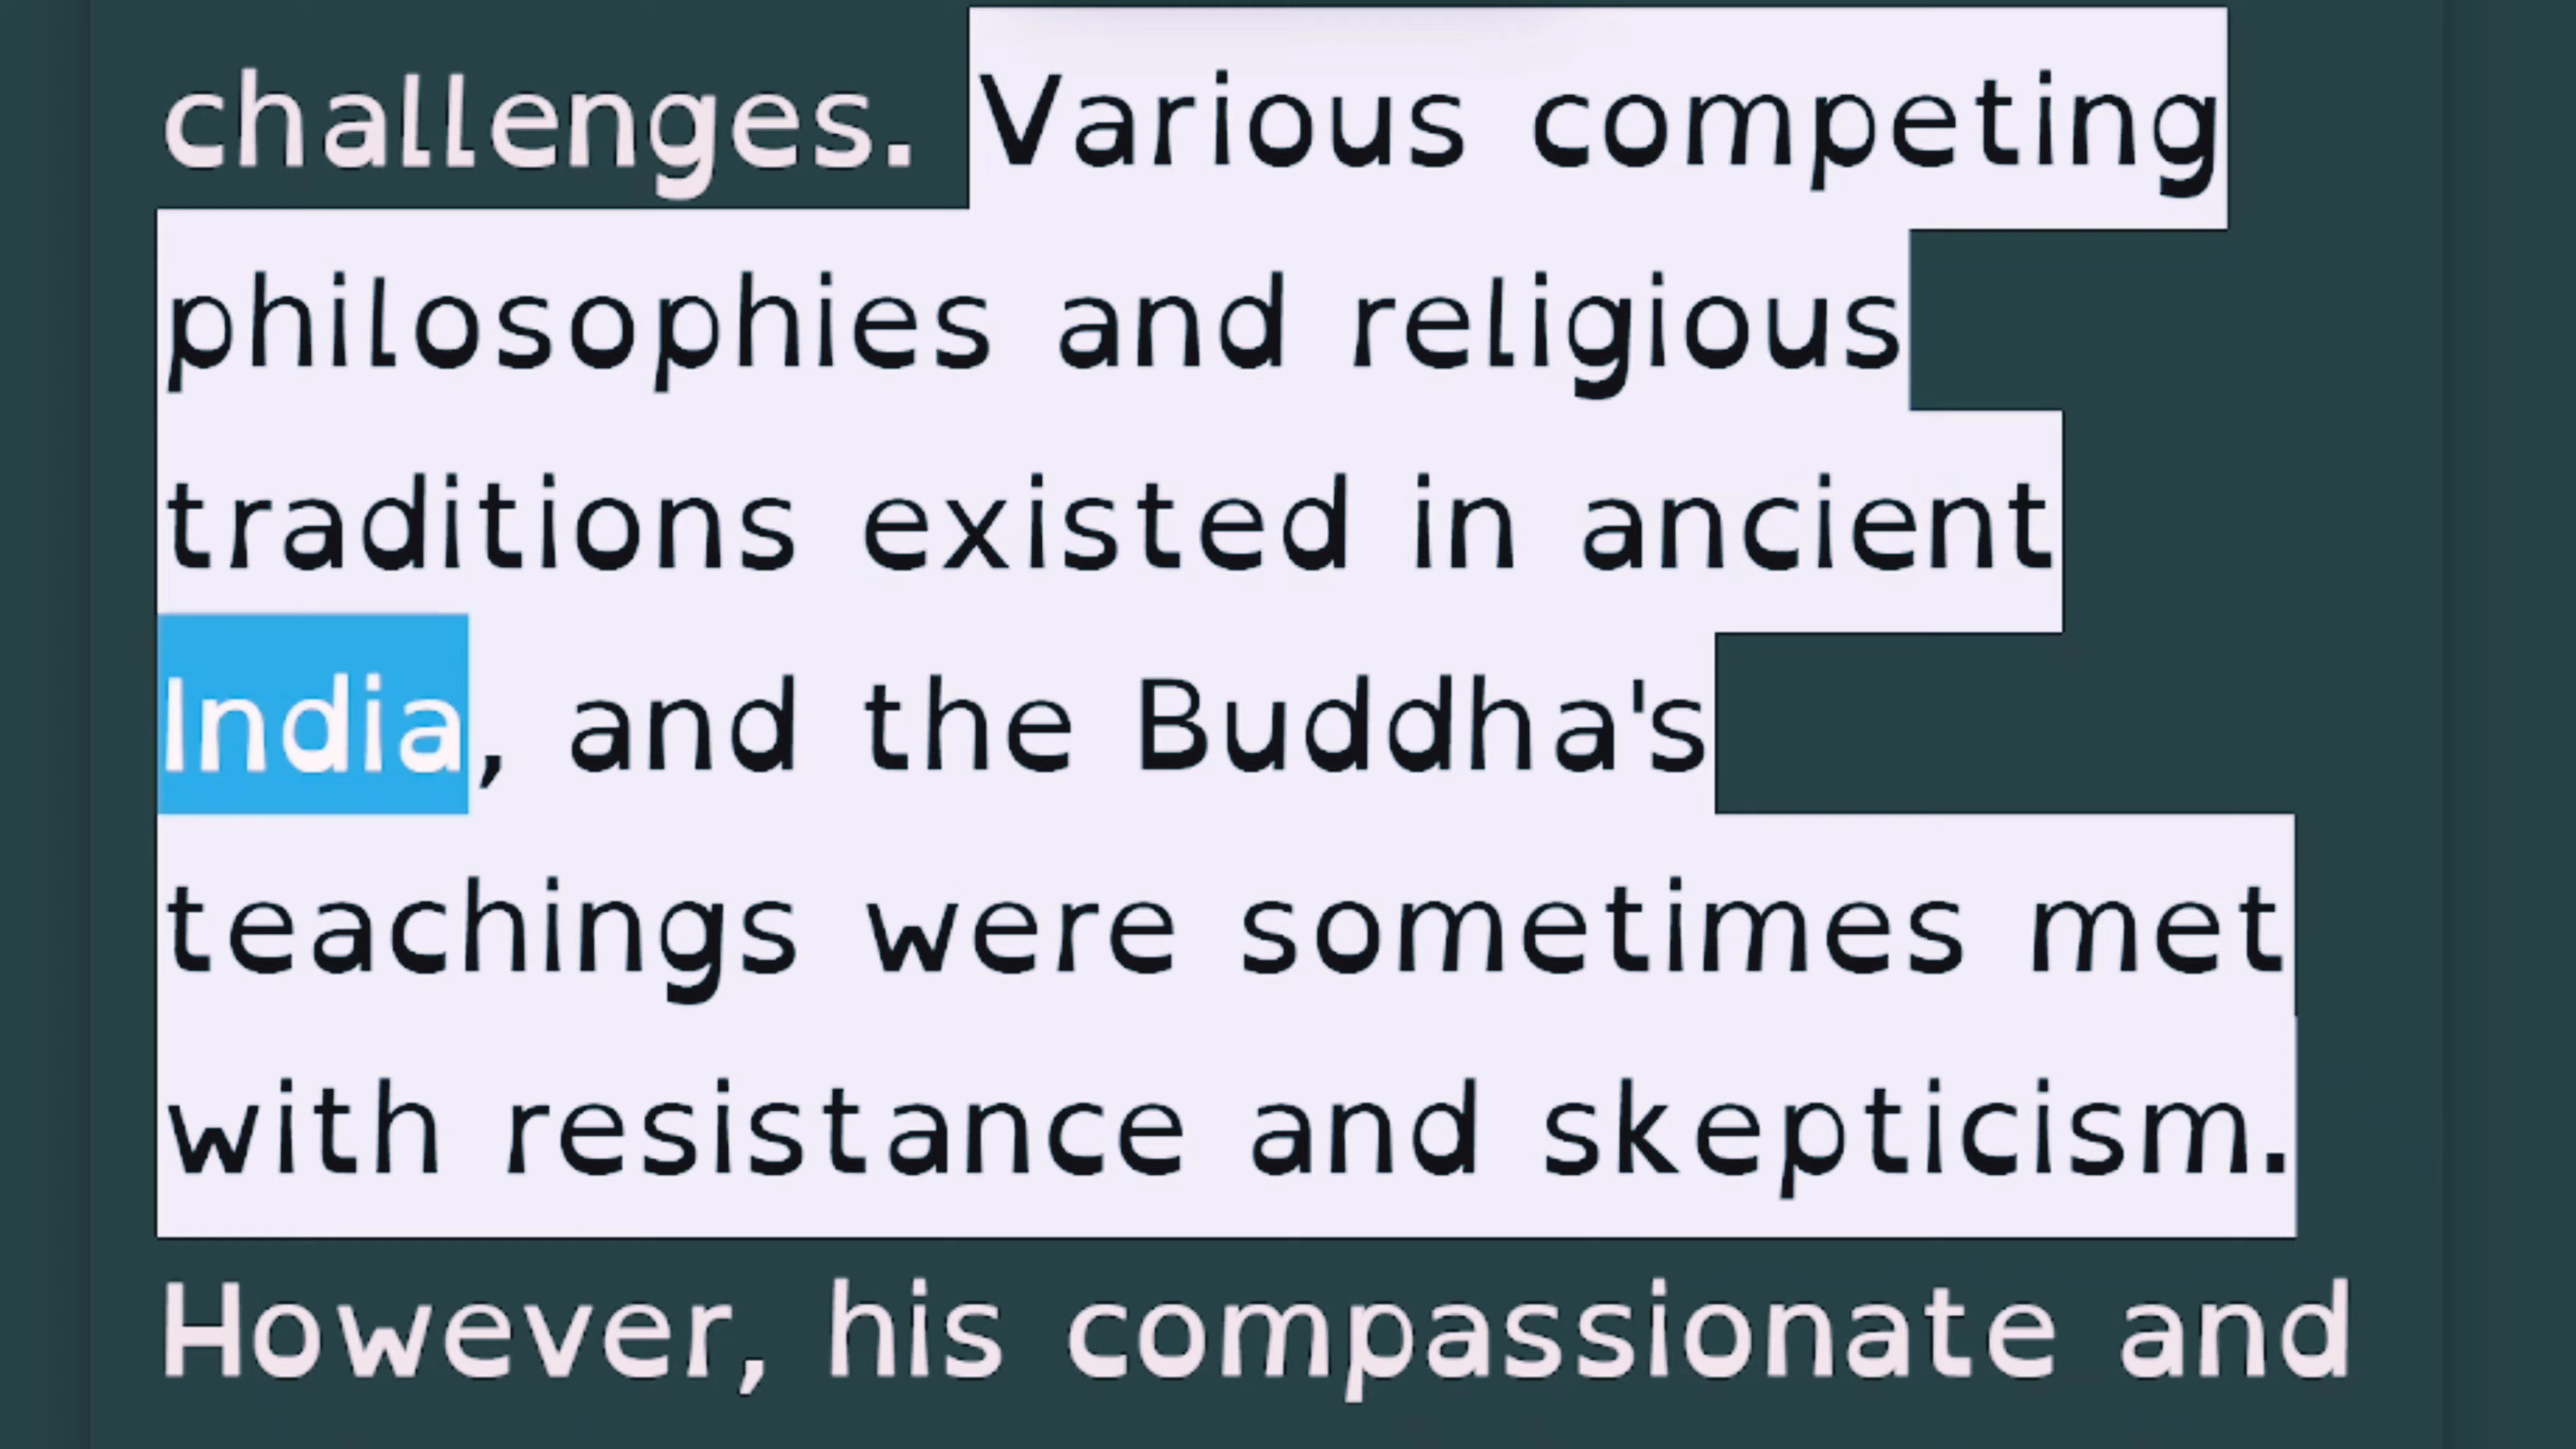 challenges. Various competing
philosophies and religious
traditions existed in ancient
India, and the Buddha's
teachings were sometimes met
with resistance and skepticism.
However, his compassionate and